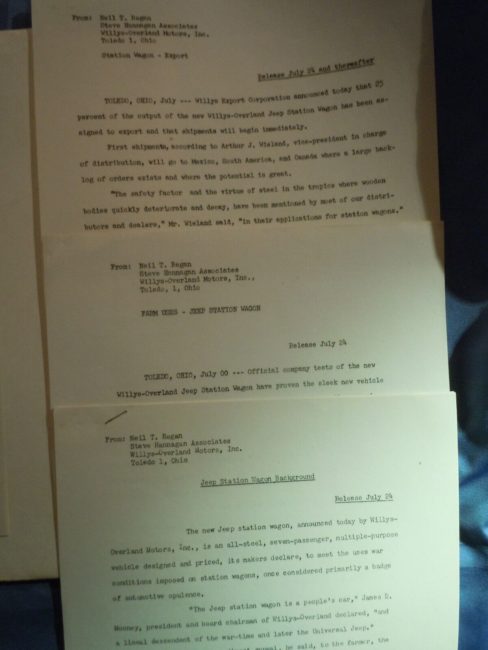 From: Neil T. Regan
Steve Hannagan Associates
Willys-Overland Motors, Inc.
Toledo 1, Ohio
Station Wagon - Export
Release July 24 and thereafter
TOLEDO, OHIO, July --- Willys Export Corporation announced today that 85
percent of the output of the new Willys-Overland Jeep Station Wagon has been as-
signed to export and that shipments will begin immediately.
First shipments, according to Arthur J. Wieland, vice-president in charge
of distribution, will go to Mexico, South America, and Canada where a large back-
log of orders exists and where the potential is great.
"The safety factor and the virtue of steel in the tropics where wooden
bodies quickly deteriorate and decay, have been mentioned by most of our distri-
butors and dealers," Mr. Wieland said, "in their applications for station wagons."
From: Neil T. Regan
Steve Hannagan Associates
Willys-Overland Motors, Inc.,
Toledo, 1, Ohio
FARM USES - JEEP STATION WAGON
Release July 24
TOLEDO, OHIO, July 00 --- Official company tests of the new
Willys-Overland Jeep Station Wagon have proven the sleek new vehicle
From: Neil T. Regan
Steve Hannagan Associates
Willys-Overland Motors, Inc.
Toledo 1, Ohio
Jeep Station Wagon Background
Release July 24
The new Jeep station wagon, announced today by Willys-
Overland Motors, Inc., is an all-steel, seven-passenger, multiple-purpose
vehicle designed and priced, its makers declare, to meet the uses war
conditions imposed on station wagons, once considered primarily a badge
of automotive opulence.
"The Jeep station wagon is a people's car," James D.
Mooney, president and board chairman of Willys-Overland declared, "and
a lineal descendent of the war-time and later the Universal Jeep."
he said, to the farmer, the